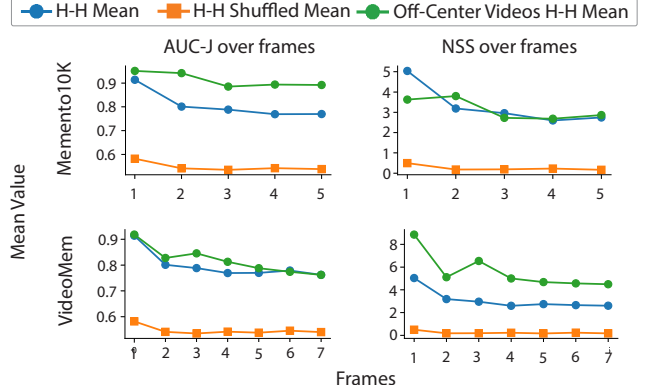 H-H Mean H-H Shuffled Mean Off-Center Videos H-H Mean
AUC-J over frames NSS over frames
Mean Value
Memento10K
0.9
0.8
0.7
0.6
1 2 3 4 5
5
4
3
2
1
0
1 2 3 4 5
VideoMem
0.9
0.8
0.7
0.6
1 2 3 4 5 6 7
8
6
4
2
0
1 2 3 4 5 6 7
Frames